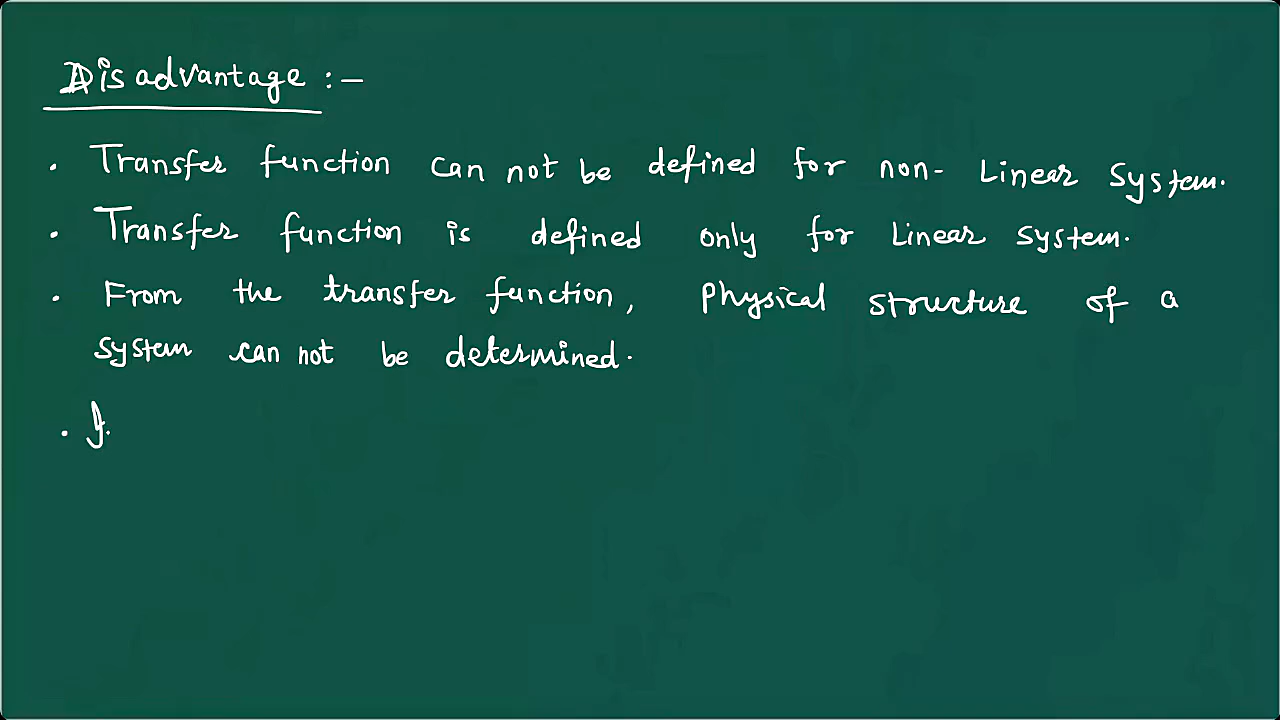 Disadvantage :-
. Transfer function can not be defined for non-Linear System.
. Transfer function is defined only for Linear system.
. From the transfer function, Physical structure of a
system can not be determined.
.